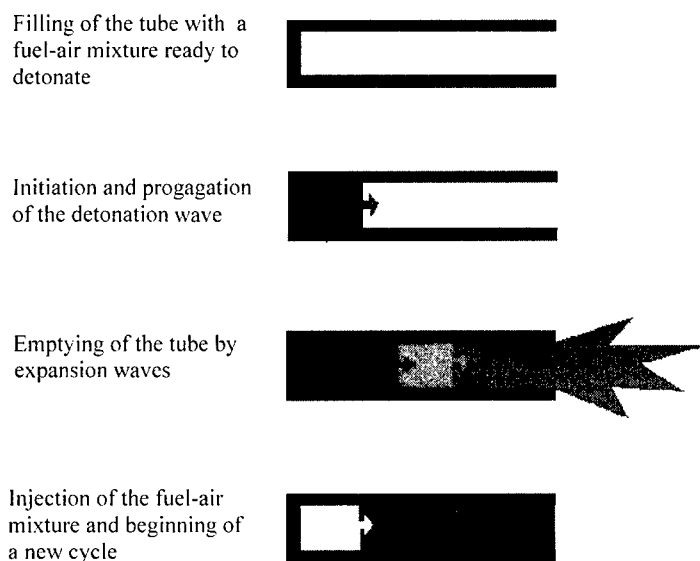 Filling of the tube with a
fuel-air mixture ready to
detonate
Initiation and progagation
of the detonation wave
Emptying of the tube by
expansion waves
Injection of the fuel-air
mixture and beginning of
a new cycle